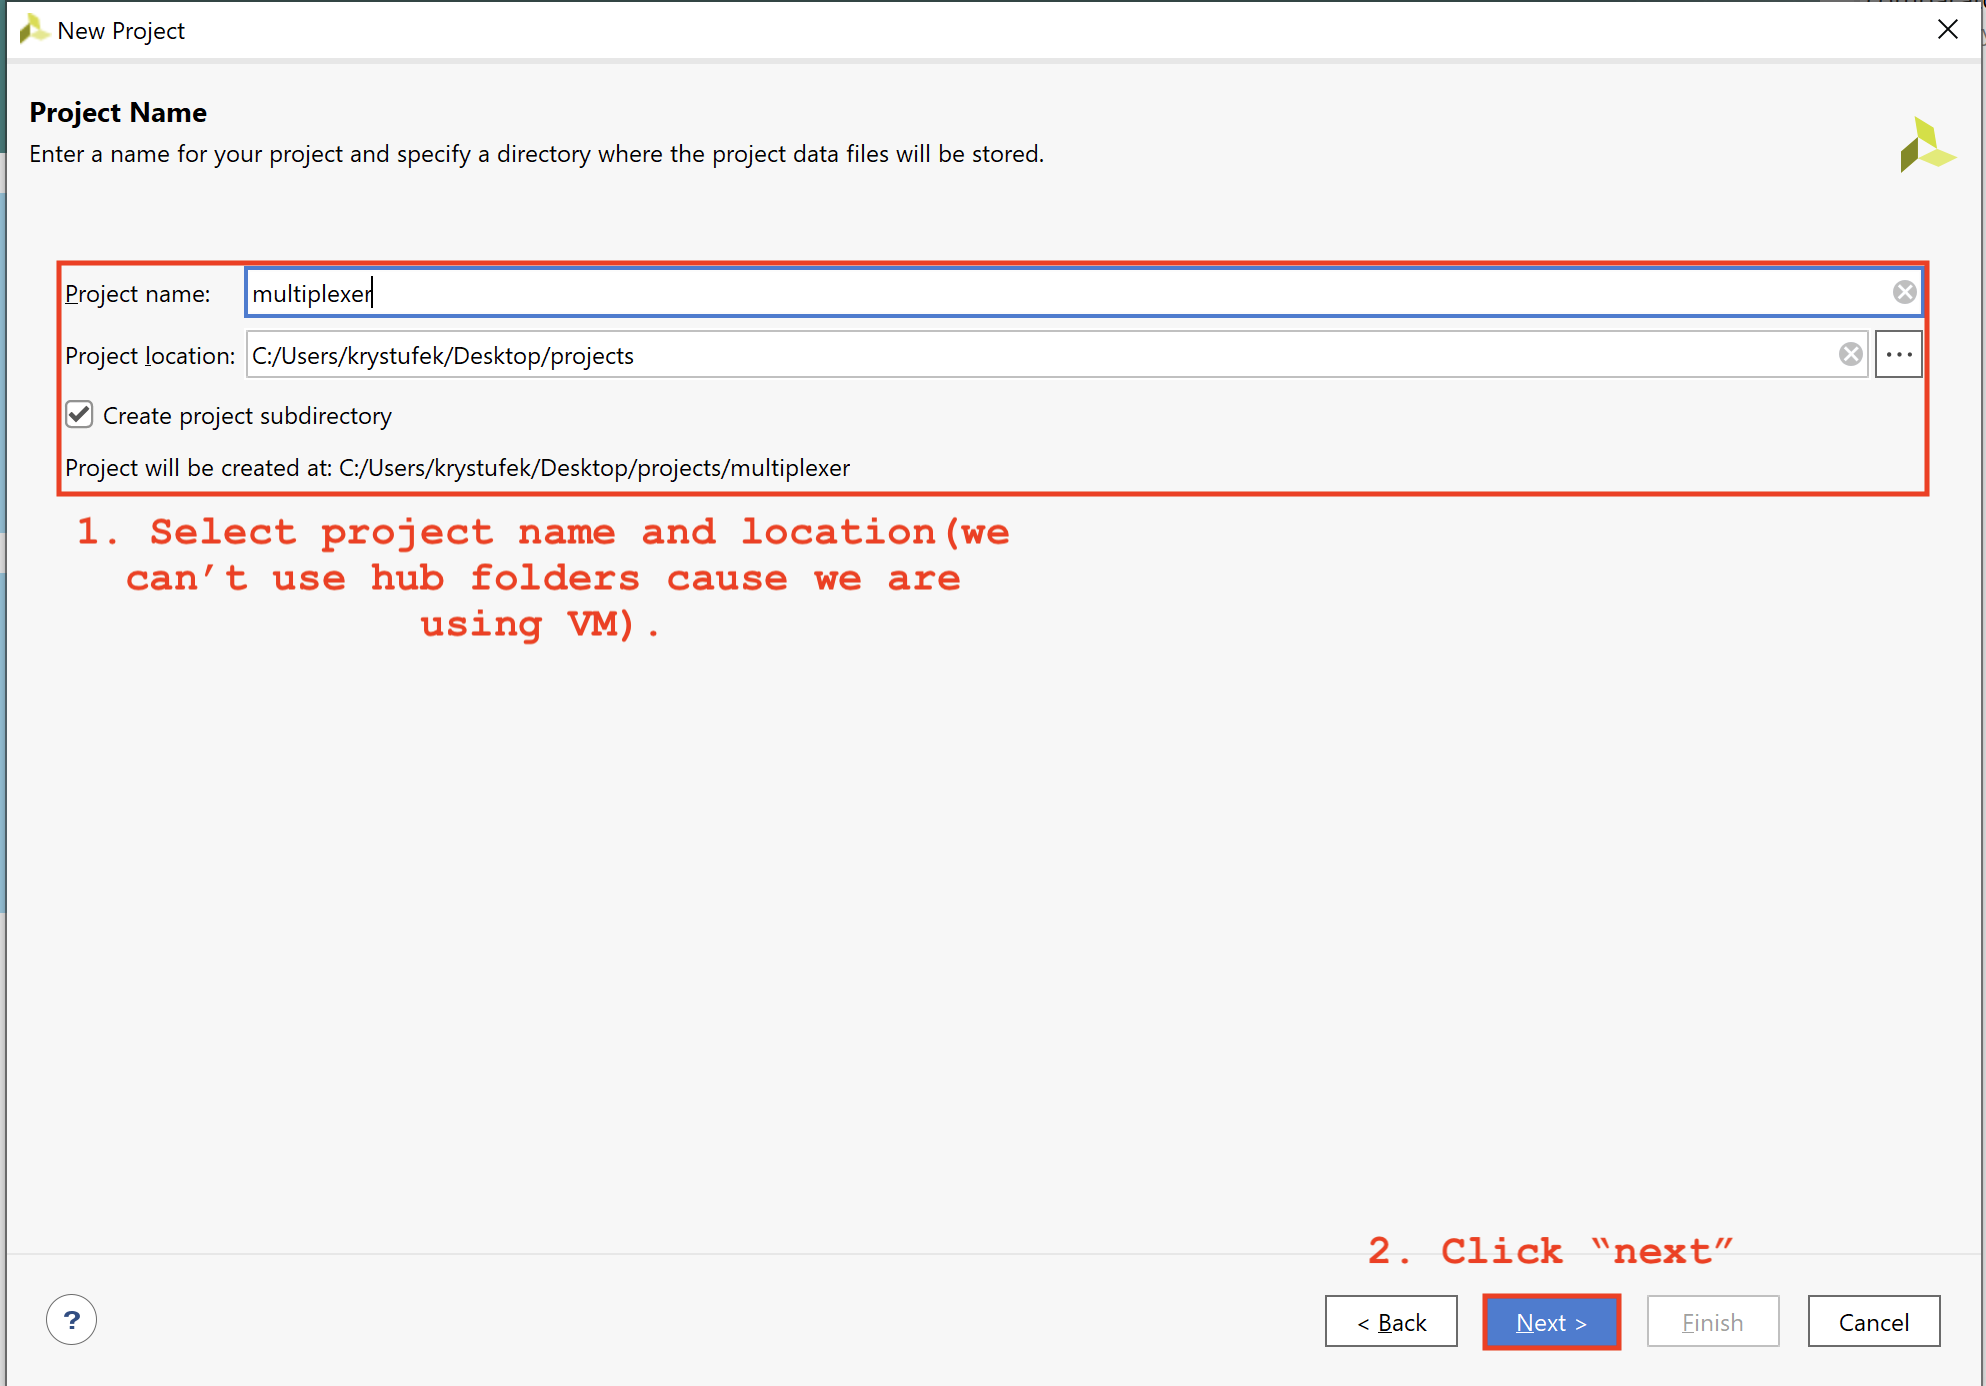 New Project
Project Name
Enter a name for your project and specify a directory where the project data files will be stored.
Project name: multiplexer
Project location: C:/Users/krystufek/Desktop/projects ...
Create project subdirectory
Project will be created at: C:/Users/krystufek/Desktop/projects/multiplexer
1. Select project name and location(we
can’t use hub folders cause we are
using VM).
2. Click “next”
? < Back Next > Finish Cancel